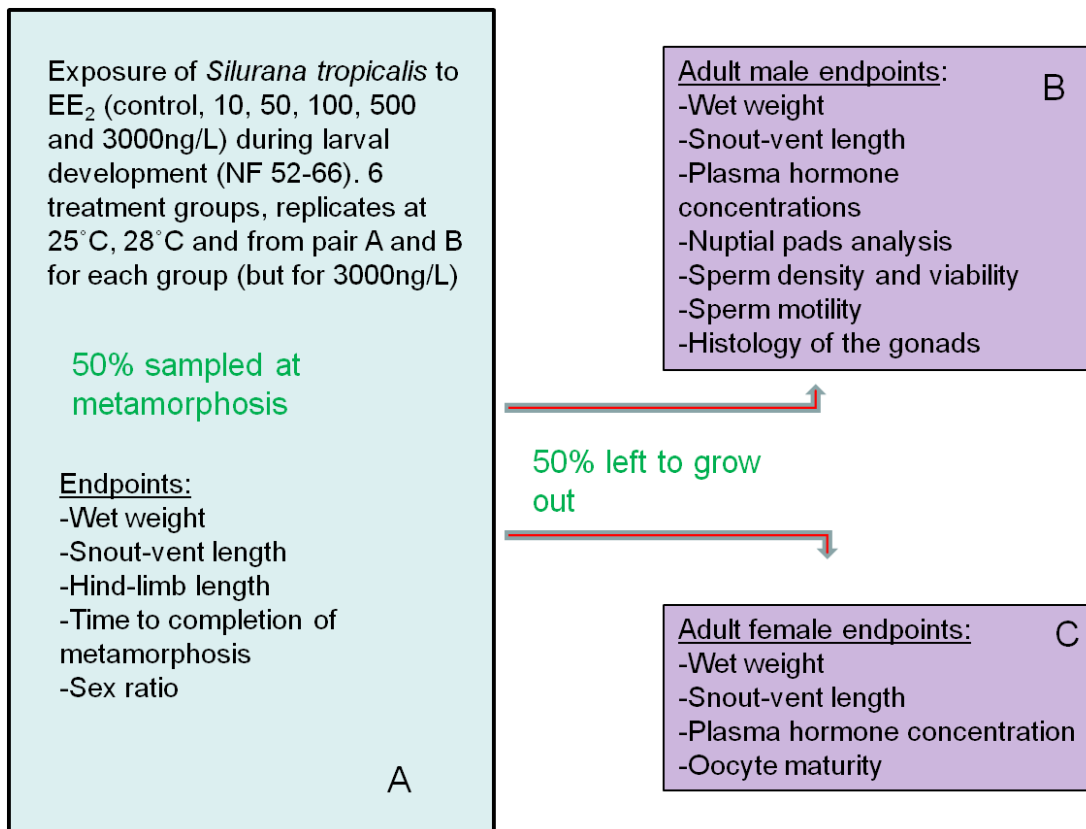 Exposure of Silurana tropicalis to
EE2 (control, 10, 50, 100, 500
and 3000ng/L) during larval
development (NF 52-66). 6
treatment groups, replicates at
25˚C, 28˚C and from pair A and B
for each group (but for 3000ng/L)
50% sampled at
metamorphosis
Endpoints:
-Wet weight
-Snout-vent length
-Hind-limb length
-Time to completion of
metamorphosis
-Sex ratio
A
50% left to grow
out
Adult male endpoints:
B
-Wet weight
-Snout-vent length
-Plasma hormone
concentrations
-Nuptial pads analysis
-Sperm density and viability
-Sperm motility
-Histology of the gonads
Adult female endpoints:
C
-Wet weight
-Snout-vent length
-Plasma hormone concentration
-Oocyte maturity